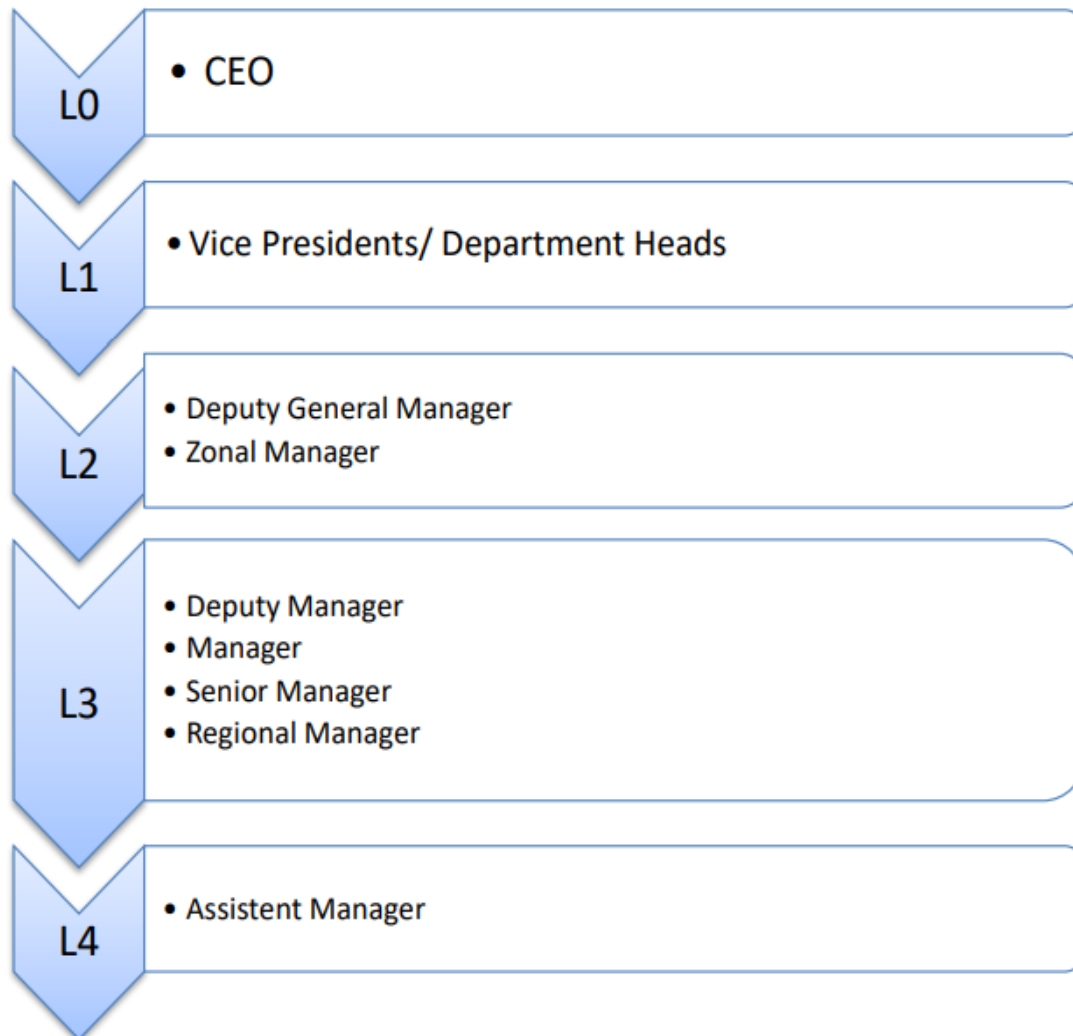 L0
• CEO
L1
• Vice Presidents/ Department Heads
L2
• Deputy General Manager
• Zonal Manager
L3
• Deputy Manager
• Manager
• Senior Manager
• Regional Manager
L4
• Assistent Manager